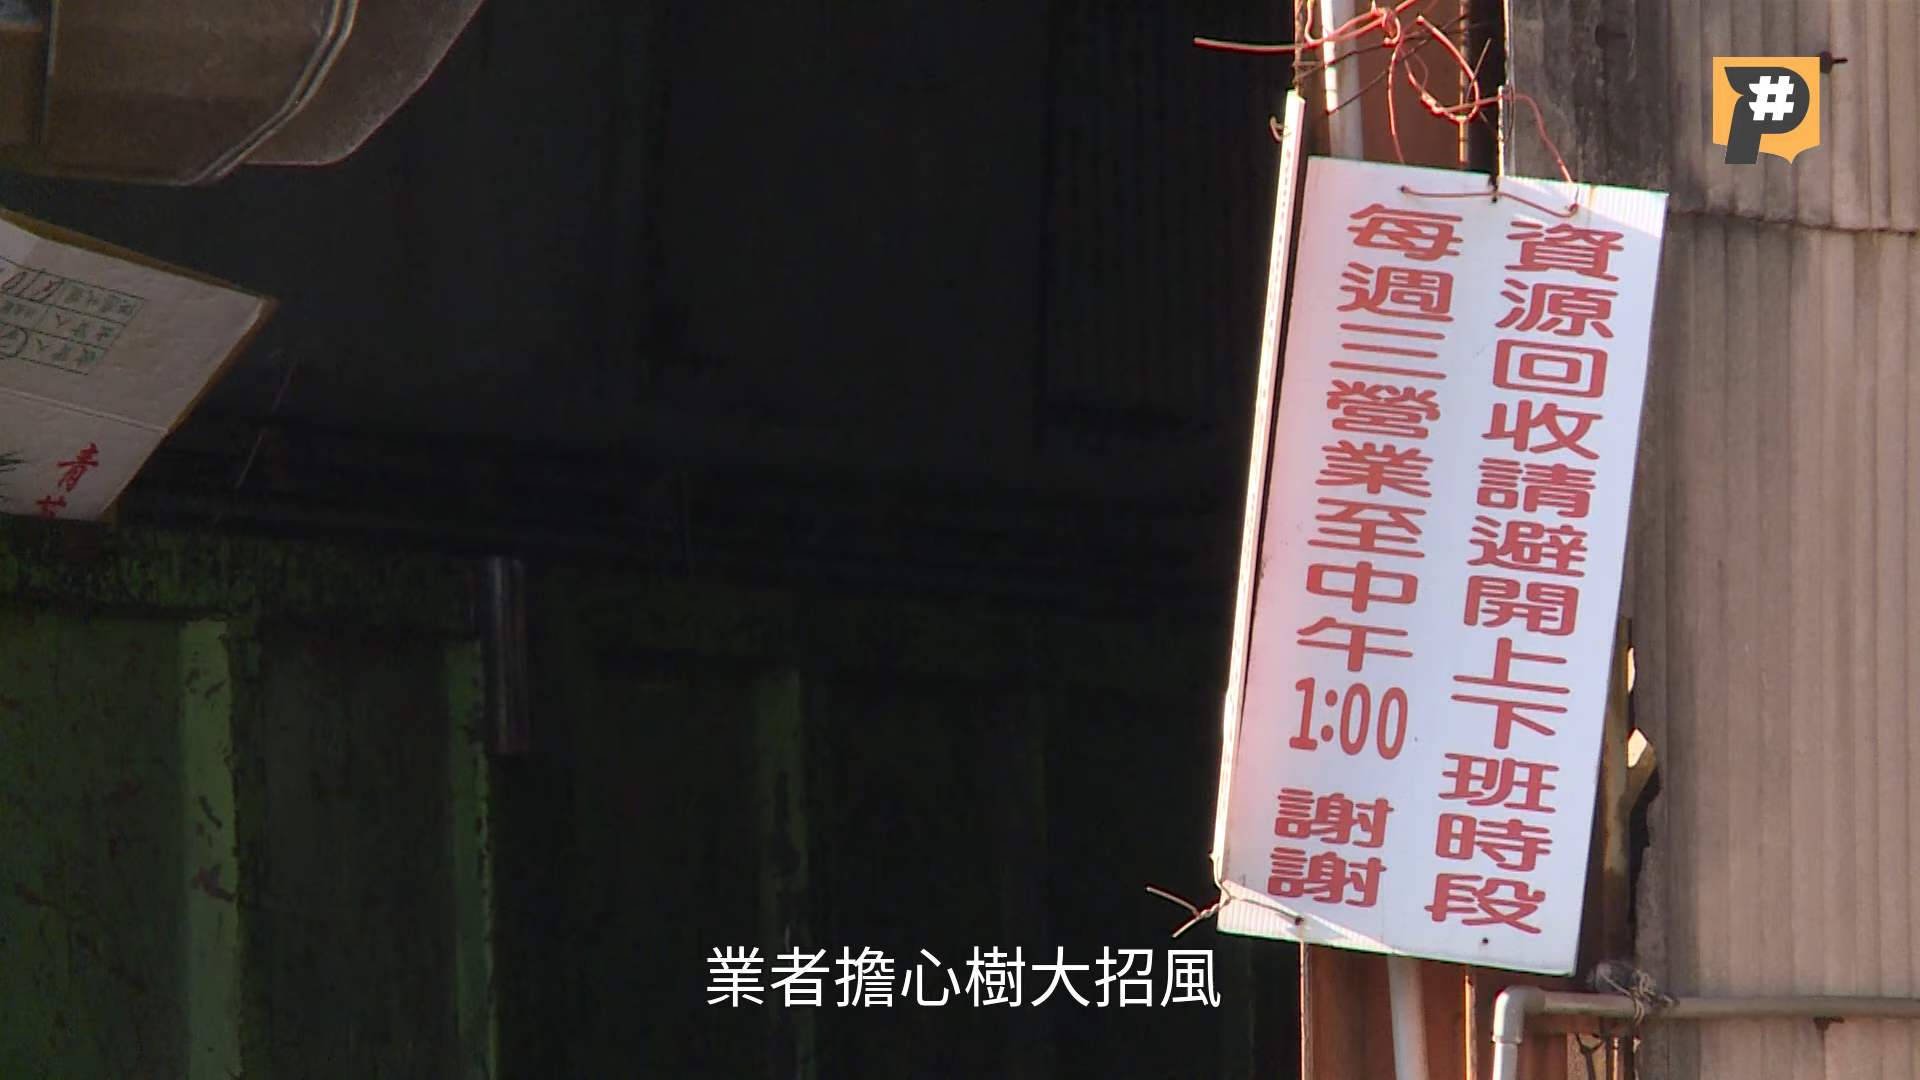 資源回收請避開上下班時段
每週三營業至中午1:00 謝謝
青
業者擔心樹大招風